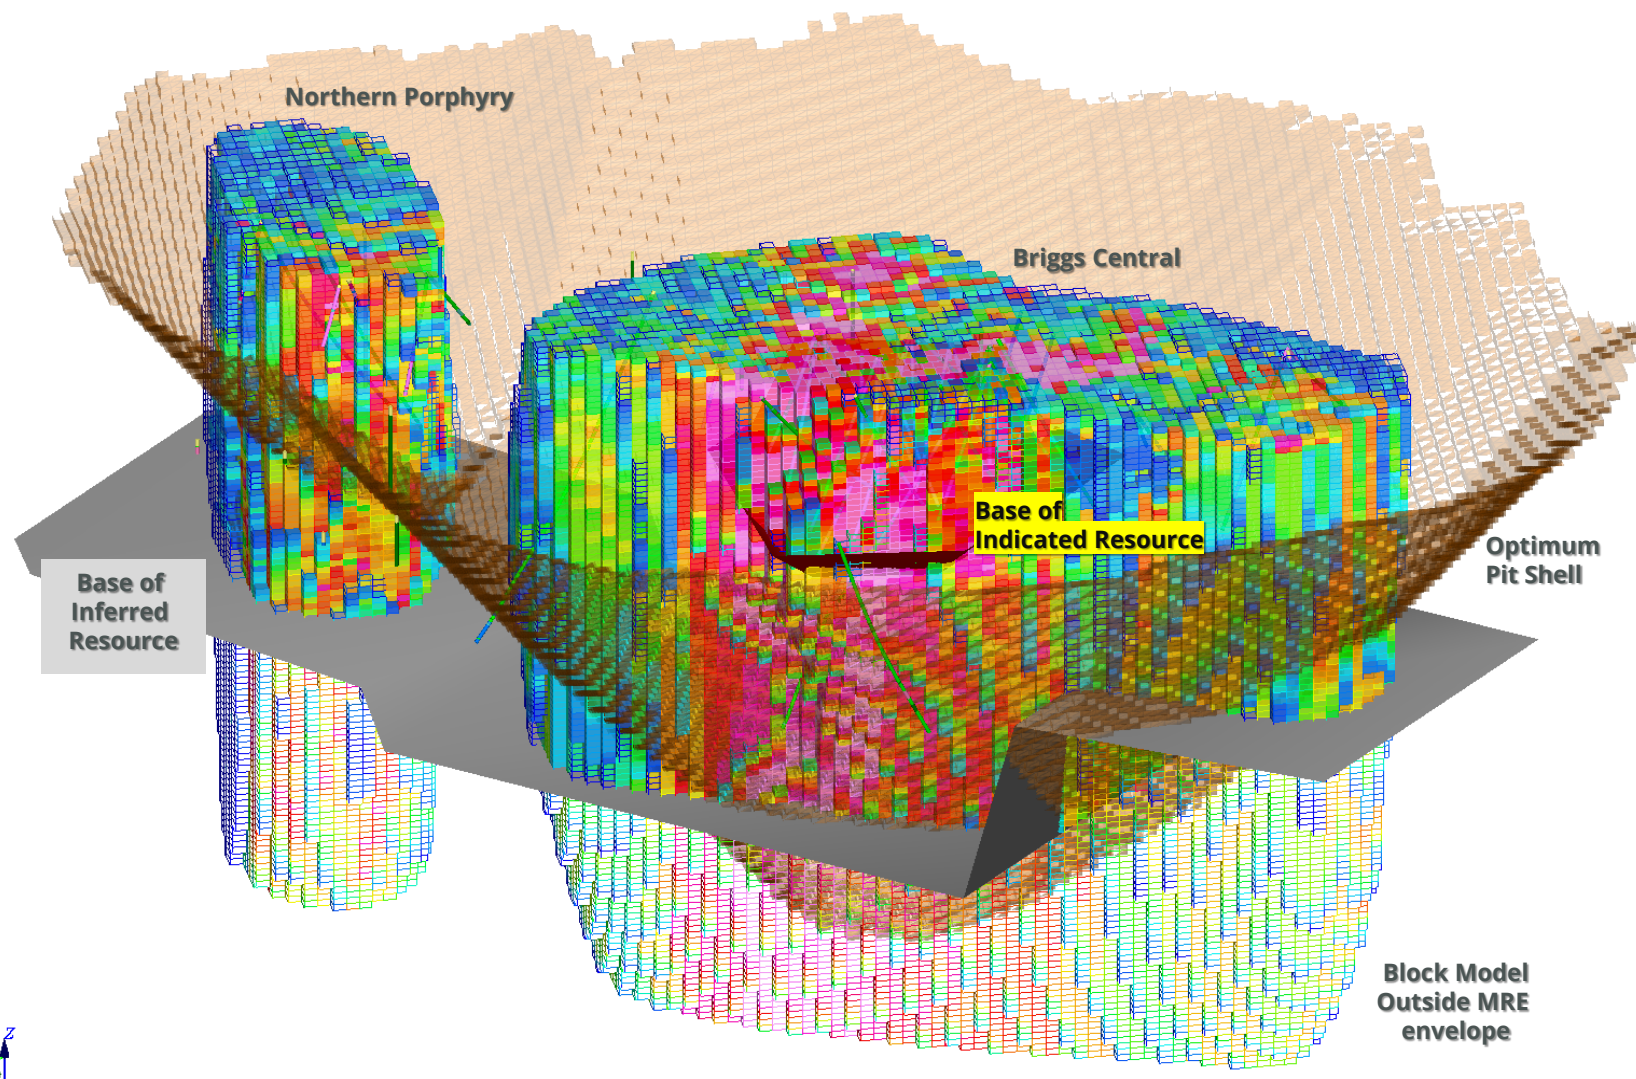 Northern Porphyry
Briggs Central
Base of
Indicated Resource
Optimum
Pit Shell
Base of
Inferred
Resource
Block Model
Outside MRE
envelope
z